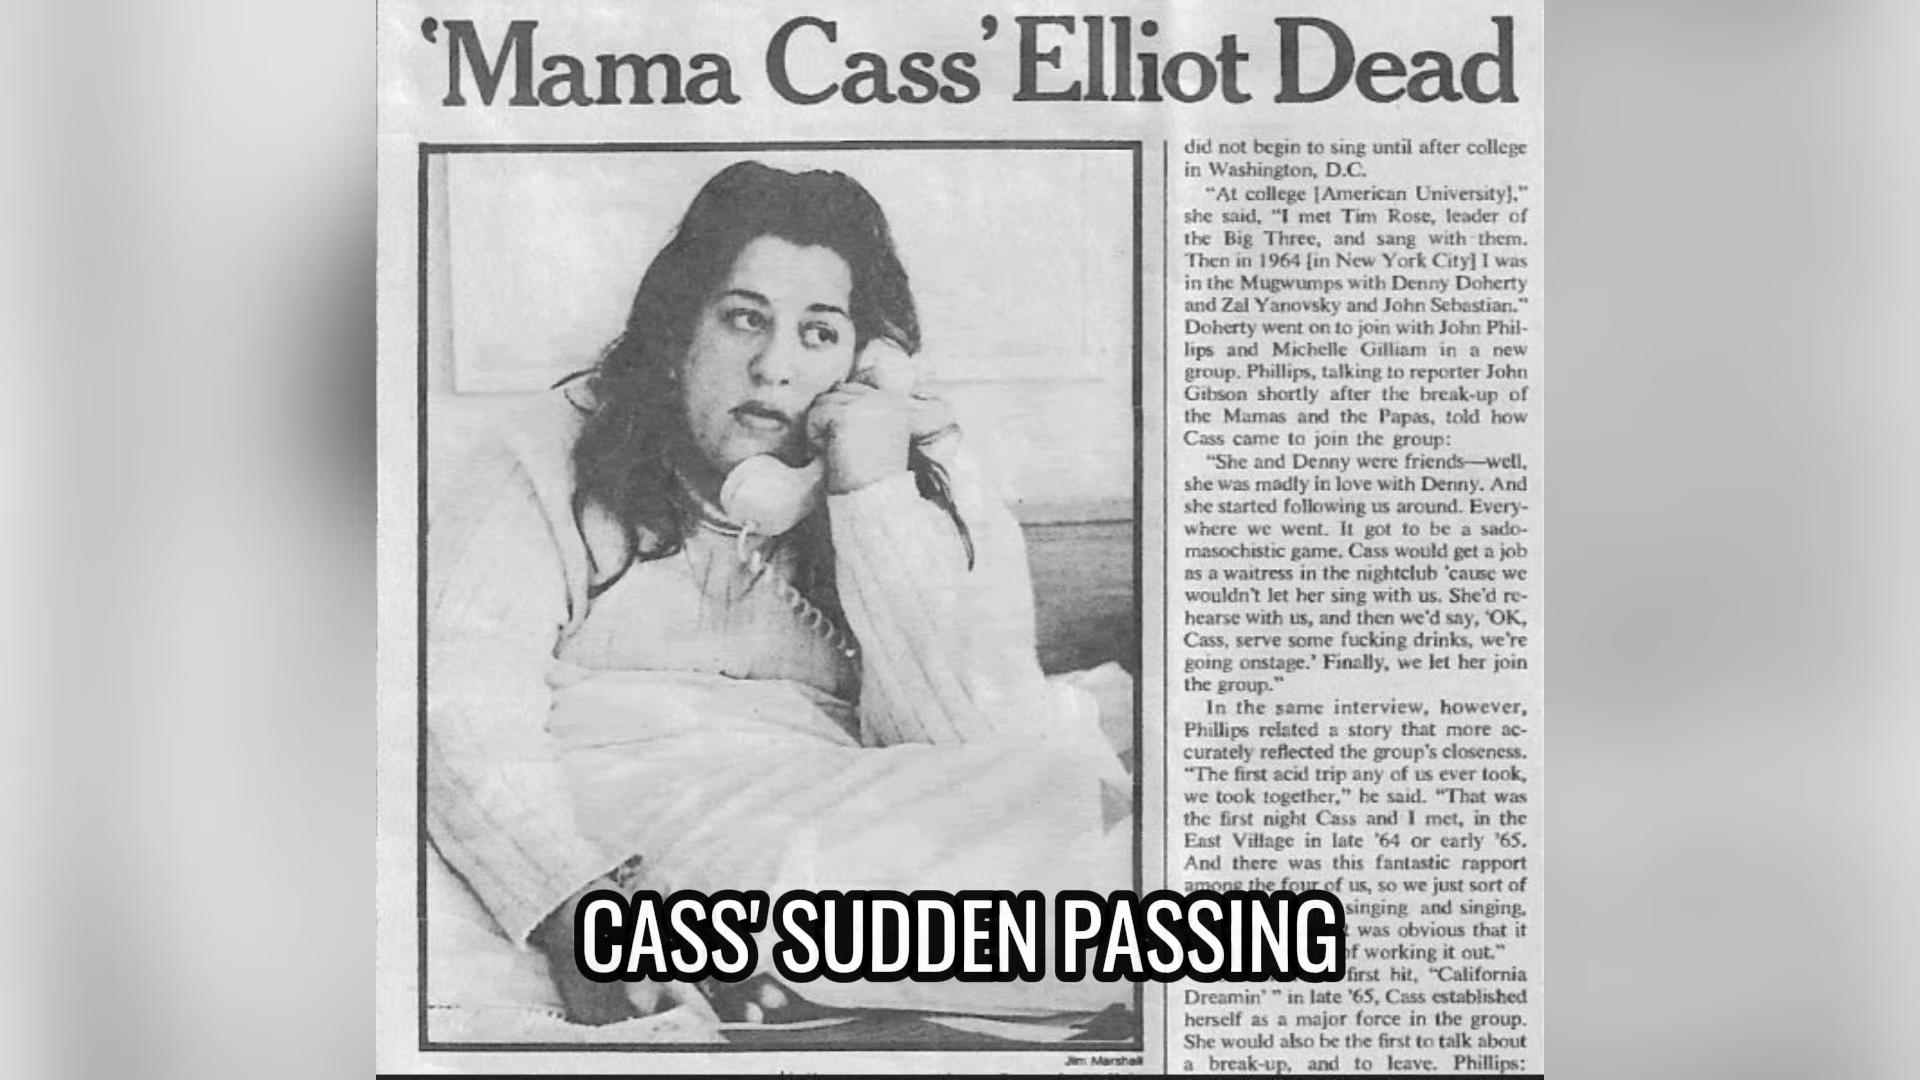 ‘Mama Cass’ Elliot Dead
did not begin to sing until after college
in Washington, D.C.
“At college [American University],”
she said, “I met Tim Rose, leader of
the Big Three, and sang with them.
Then in 1964 [in New York City] I was
in the Mugwumps with Denny Doherty
and Zal Yanovsky and John Sebastian.”
Doherty went on to join with John Phil-
lips and Michelle Gilliam in a new
group. Phillips, talking to reporter John
Gibson shortly after the break-up of
the Mamas and the Papas, told how
Cass came to join the group:
“She and Denny were friends—well,
she was madly in love with Denny. And
she started following us around. Every-
where we went. It got to be a sado-
masochistic game. Cass would get a job
as a waitress in the nightclub ’cause we
wouldn’t let her sing with us. She’d re-
hearse with us, and then we’d say, ‘OK,
Cass, serve some fucking drinks, we’re
going onstage.’ Finally, we let her join
the group.”
In the same interview, however,
Phillips related a story that more ac-
curately reflected the group’s closeness.
“The first acid trip any of us ever took,
we took together,” he said. “That was
the first night Cass and I met, in the
East Village in late ’64 or early ’65.
And there was this fantastic rapport
among the four of us, so we just sort of
singing and singing,
was obvious that it
of working it out.”
first hit, “California
Dreamin’ ” in late ’65, Cass established
herself as a major force in the group.
She would also be the first to talk about
a break-up, and to leave. Phillips:
Jim Marshall
CASS' SUDDEN PASSING